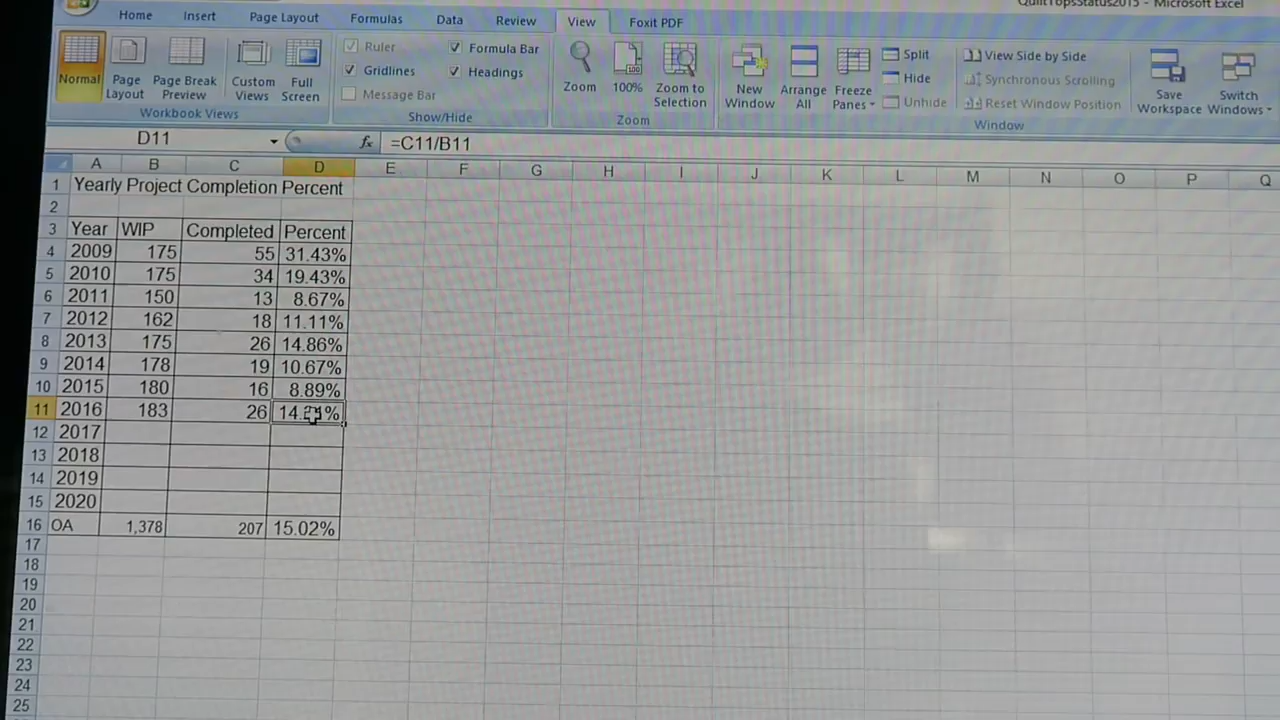 QuiltTopsStatus2015 - Microsoft Excel
Home Insert Page Layout Formulas Data Review View Foxit PDF
Normal Page Layout Page Break Preview Custom Views Full Screen
Workbook Views
Ruler Formula Bar
Gridlines Headings
Message Bar
Show/Hide
Zoom 100% Zoom to Selection
Zoom
New Window Arrange All Freeze Panes
Split
Hide
Unhide
View Side by Side
Synchronous Scrolling
Reset Window Position
Save Workspace Switch Windows
Window
D11 fx =C11/B11
A B C D E F G H I J K L M N O P Q
1 Yearly Project Completion Percent
2
3 Year WIP Completed Percent
4 2009 175 55 31.43%
5 2010 175 34 19.43%
6 2011 150 13 8.67%
7 2012 162 18 11.11%
8 2013 175 26 14.86%
9 2014 178 19 10.67%
10 2015 180 16 8.89%
11 2016 183 26
12 2017
13 2018
14 2019
15 2020
16 OA 1,378 207 15.02%
17
18
19
20
21
22
23
24
25